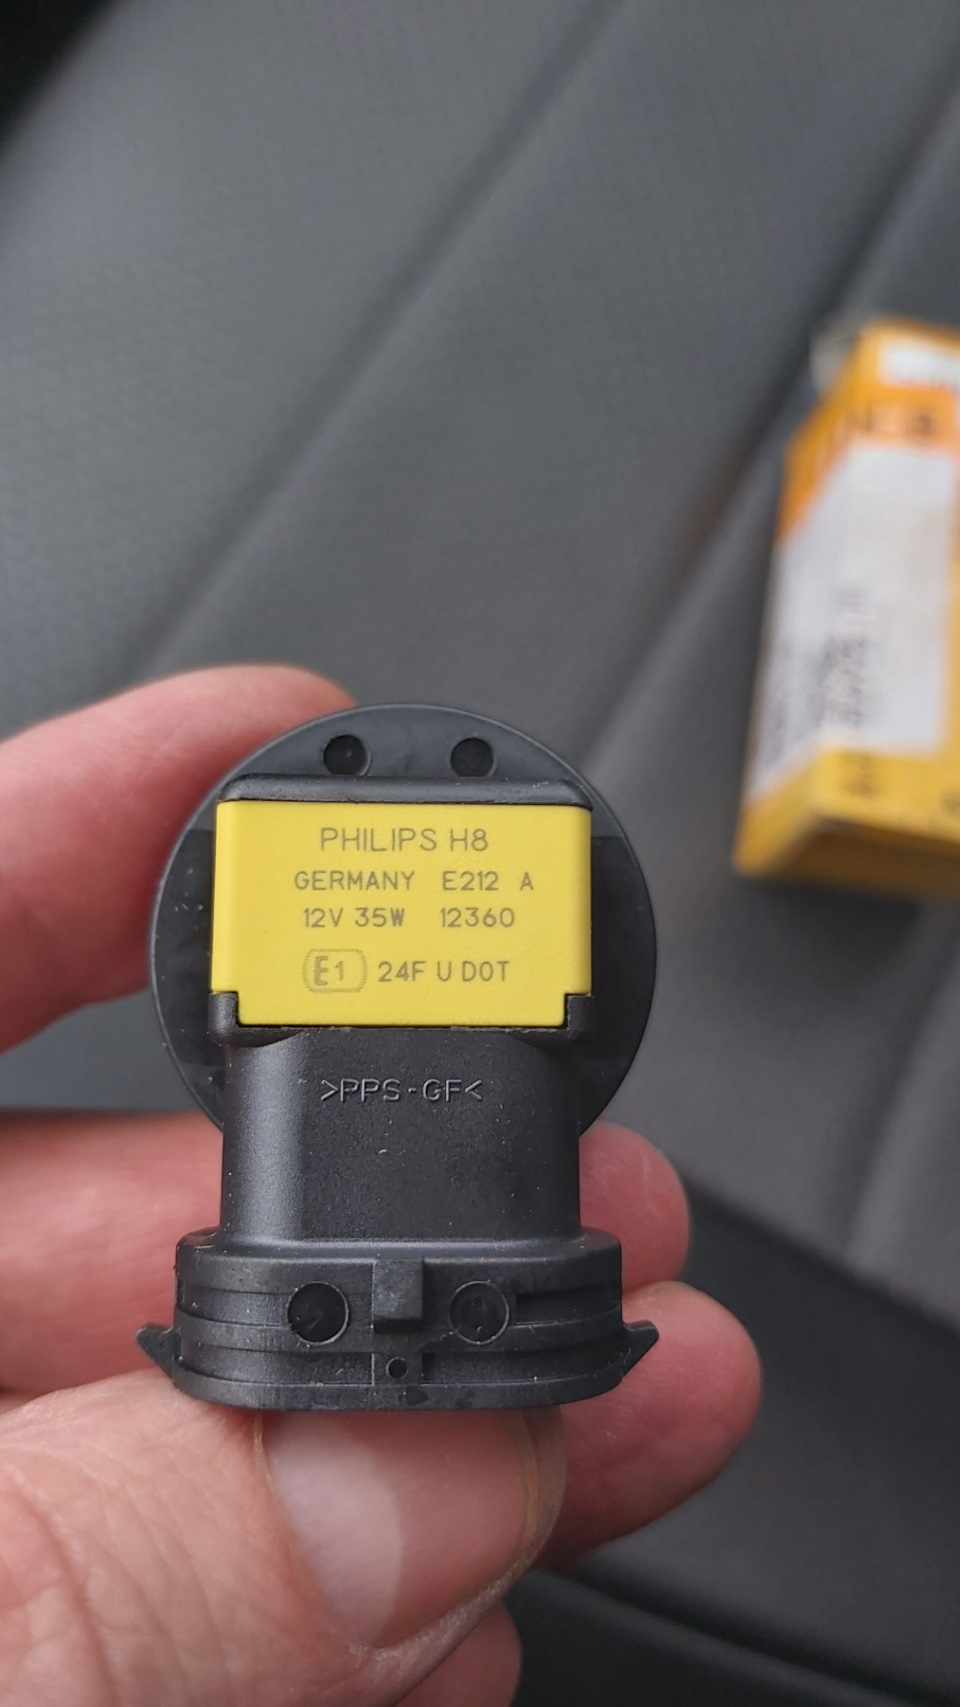 PHILIPS H8
GERMANY E212 A
12V 35W 12360
E1 24F U DOT
>PPS-GF<